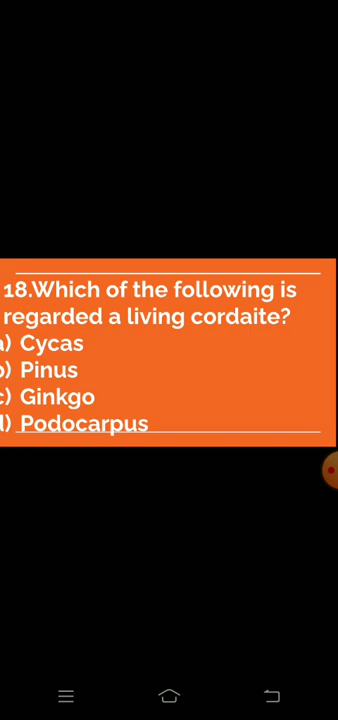 18.Which of the following is
regarded a living cordaite?
a) Cycas
b) Pinus
c) Ginkgo
d) Podocarpus